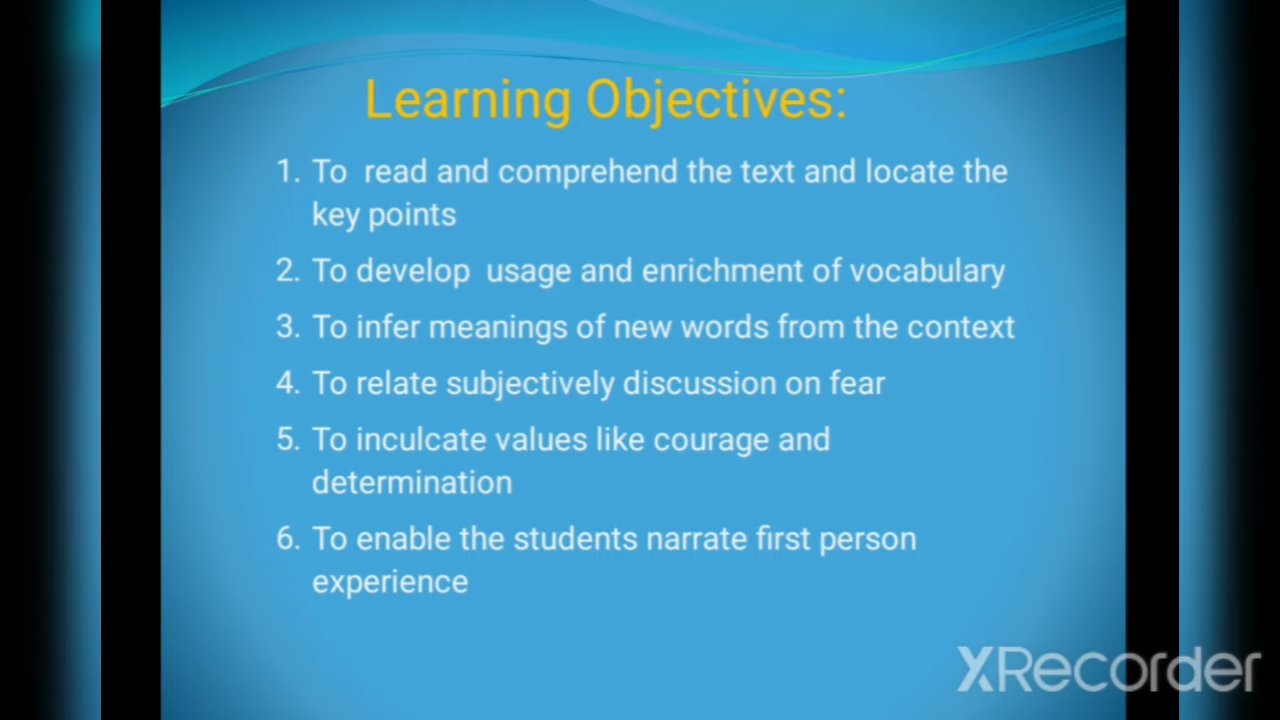 Learning Objectives:
1. To read and comprehend the text and locate the
key points
2. To develop usage and enrichment of vocabulary
3. To infer meanings of new words from the context
4. To relate subjectively discussion on fear
5. To inculcate values like courage and
determination
6. To enable the students narrate first person
experience
XRecorder